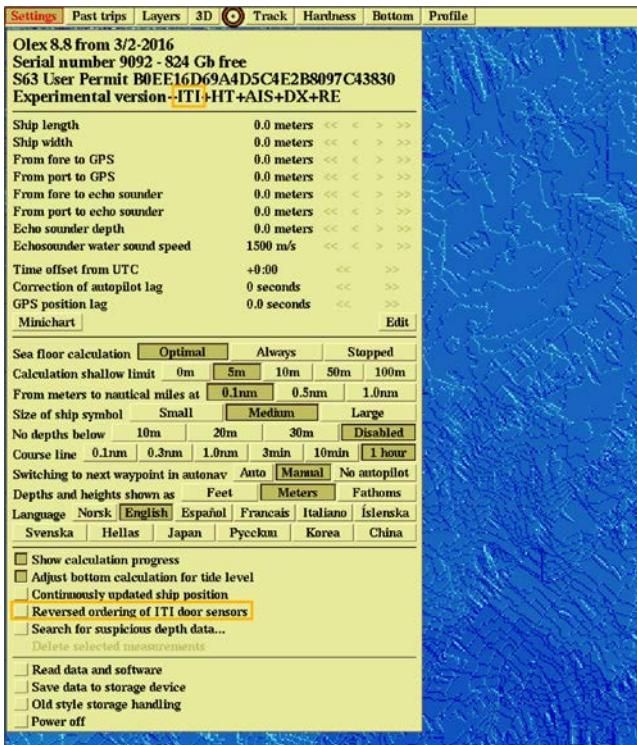 Settings Past trips Layers 3D Track Hardness Bottom Profile
Olex 8.8 from 3/2-2016
Serial number 9092 - 824 Gb free
S63 User Permit B0EE16D69A4D5C4E2B8097C43830
Experimental version--ITI+HT+AIS+DX+RE
Ship length 0.0 meters << < > >>
Ship width 0.0 meters << < > >>
From fore to GPS 0.0 meters << < > >>
From port to GPS 0.0 meters << < > >>
From fore to echo sounder 0.0 meters << < > >>
From port to echo sounder 0.0 meters << < > >>
Echo sounder depth 0.0 meters << < > >>
Echosounder water sound speed 1500 m/s << < > >>
Time offset from UTC +0:00 << >>
Correction of autopilot lag 0 seconds << >>
GPS position lag 0.0 seconds << >>
Minichart Edit
Sea floor calculation Optimal Always Stopped
Calculation shallow limit 0m 5m 10m 50m 100m
From meters to nautical miles at 0.1nm 0.5nm 1.0nm
Size of ship symbol Small Medium Large
No depths below 10m 20m 30m Disabled
Course line 0.1nm 0.3nm 1.0nm 3min 10min 1 hour
Switching to next waypoint in autonav Auto Manual No autopilot
Depths and heights shown as Feet Meters Fathoms
Language Norsk English Español Francais Italiano Íslenska
Svenska Hellas Japan Русскии Korea China
Show calculation progress
Adjust bottom calculation for tide level
Continuously updated ship position
Reversed ordering of ITI door sensors
Search for suspicious depth data...
Delete selected measurements
Read data and software
Save data to storage device
Old style storage handling
Power off